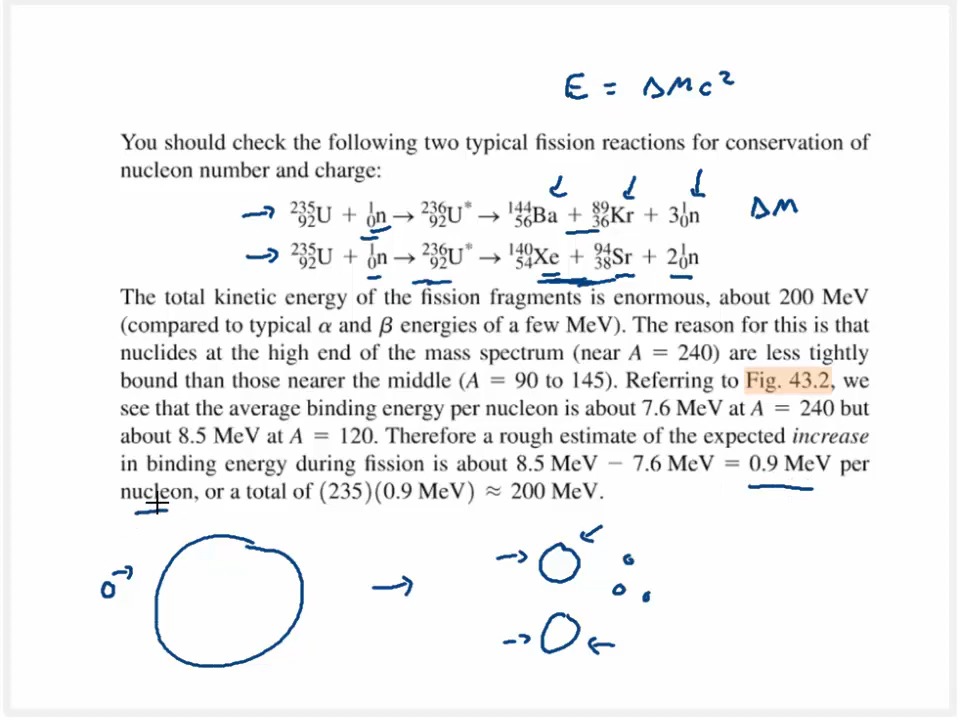 E = ΔMc²
You should check the following two typical fission reactions for conservation of
nucleon number and charge:
²³⁵₉₂U + ¹₀n → ²³⁶₉₂U* → ¹⁴⁴₅₆Ba + ⁸⁹₃₆Kr + 3¹₀n ΔM
²³⁵₉₂U + ¹₀n → ²³⁶₉₂U* → ¹⁴⁰₅₄Xe + ⁹⁴₃₈Sr + 2¹₀n
The total kinetic energy of the fission fragments is enormous, about 200 MeV
(compared to typical α and β energies of a few MeV). The reason for this is that
nuclides at the high end of the mass spectrum (near A = 240) are less tightly
bound than those nearer the middle (A = 90 to 145). Referring to Fig. 43.2, we
see that the average binding energy per nucleon is about 7.6 MeV at A = 240 but
about 8.5 MeV at A = 120. Therefore a rough estimate of the expected increase
in binding energy during fission is about 8.5 MeV − 7.6 MeV = 0.9 MeV per
nucleon, or a total of (235)(0.9 MeV) ≈ 200 MeV.